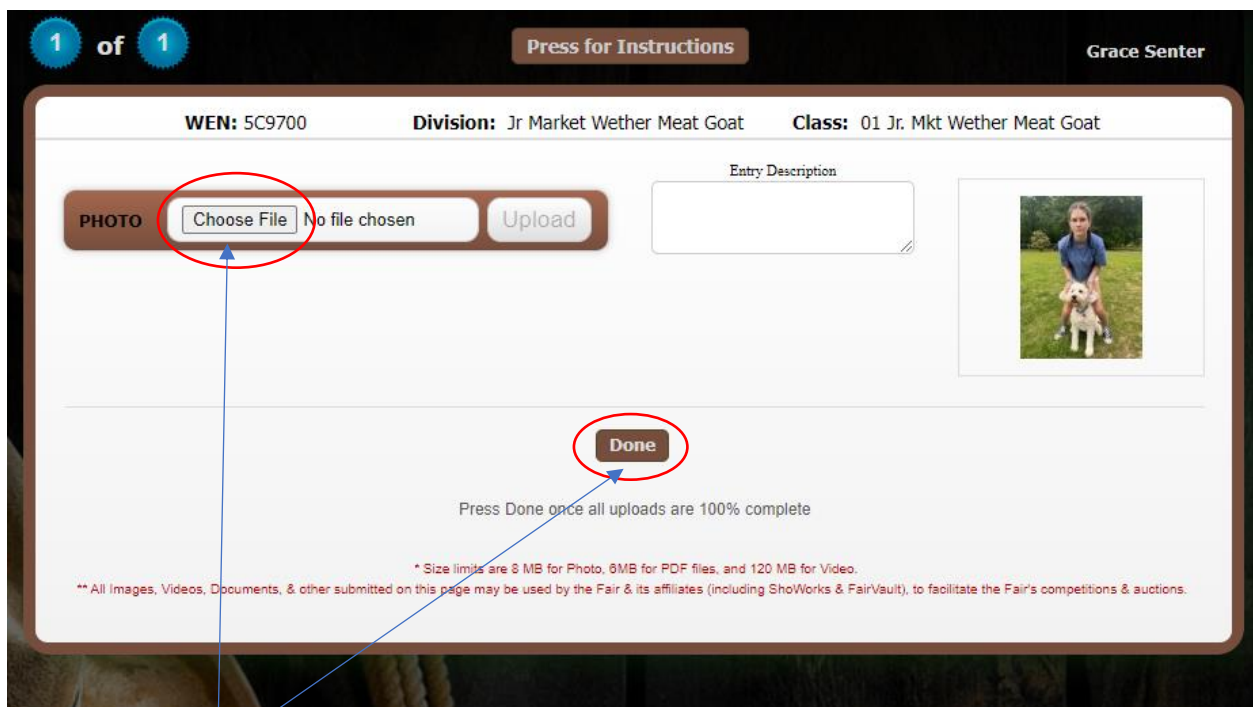 1 of 1
Press for Instructions
Grace Senter
WEN: 5C9700 Division: Jr Market Wether Meat Goat Class: 01 Jr. Mkt Wether Meat Goat
Entry Description
PHOTO Choose File No file chosen Upload
Done
Press Done once all uploads are 100% complete
* Size limits are 8 MB for Photo, 6MB for PDF files, and 120 MB for Video.
** All Images, Videos, Documents, & other submitted on this page may be used by the Fair & its affiliates (including ShoWorks & FairVault), to facilitate the Fair's competitions & auctions.